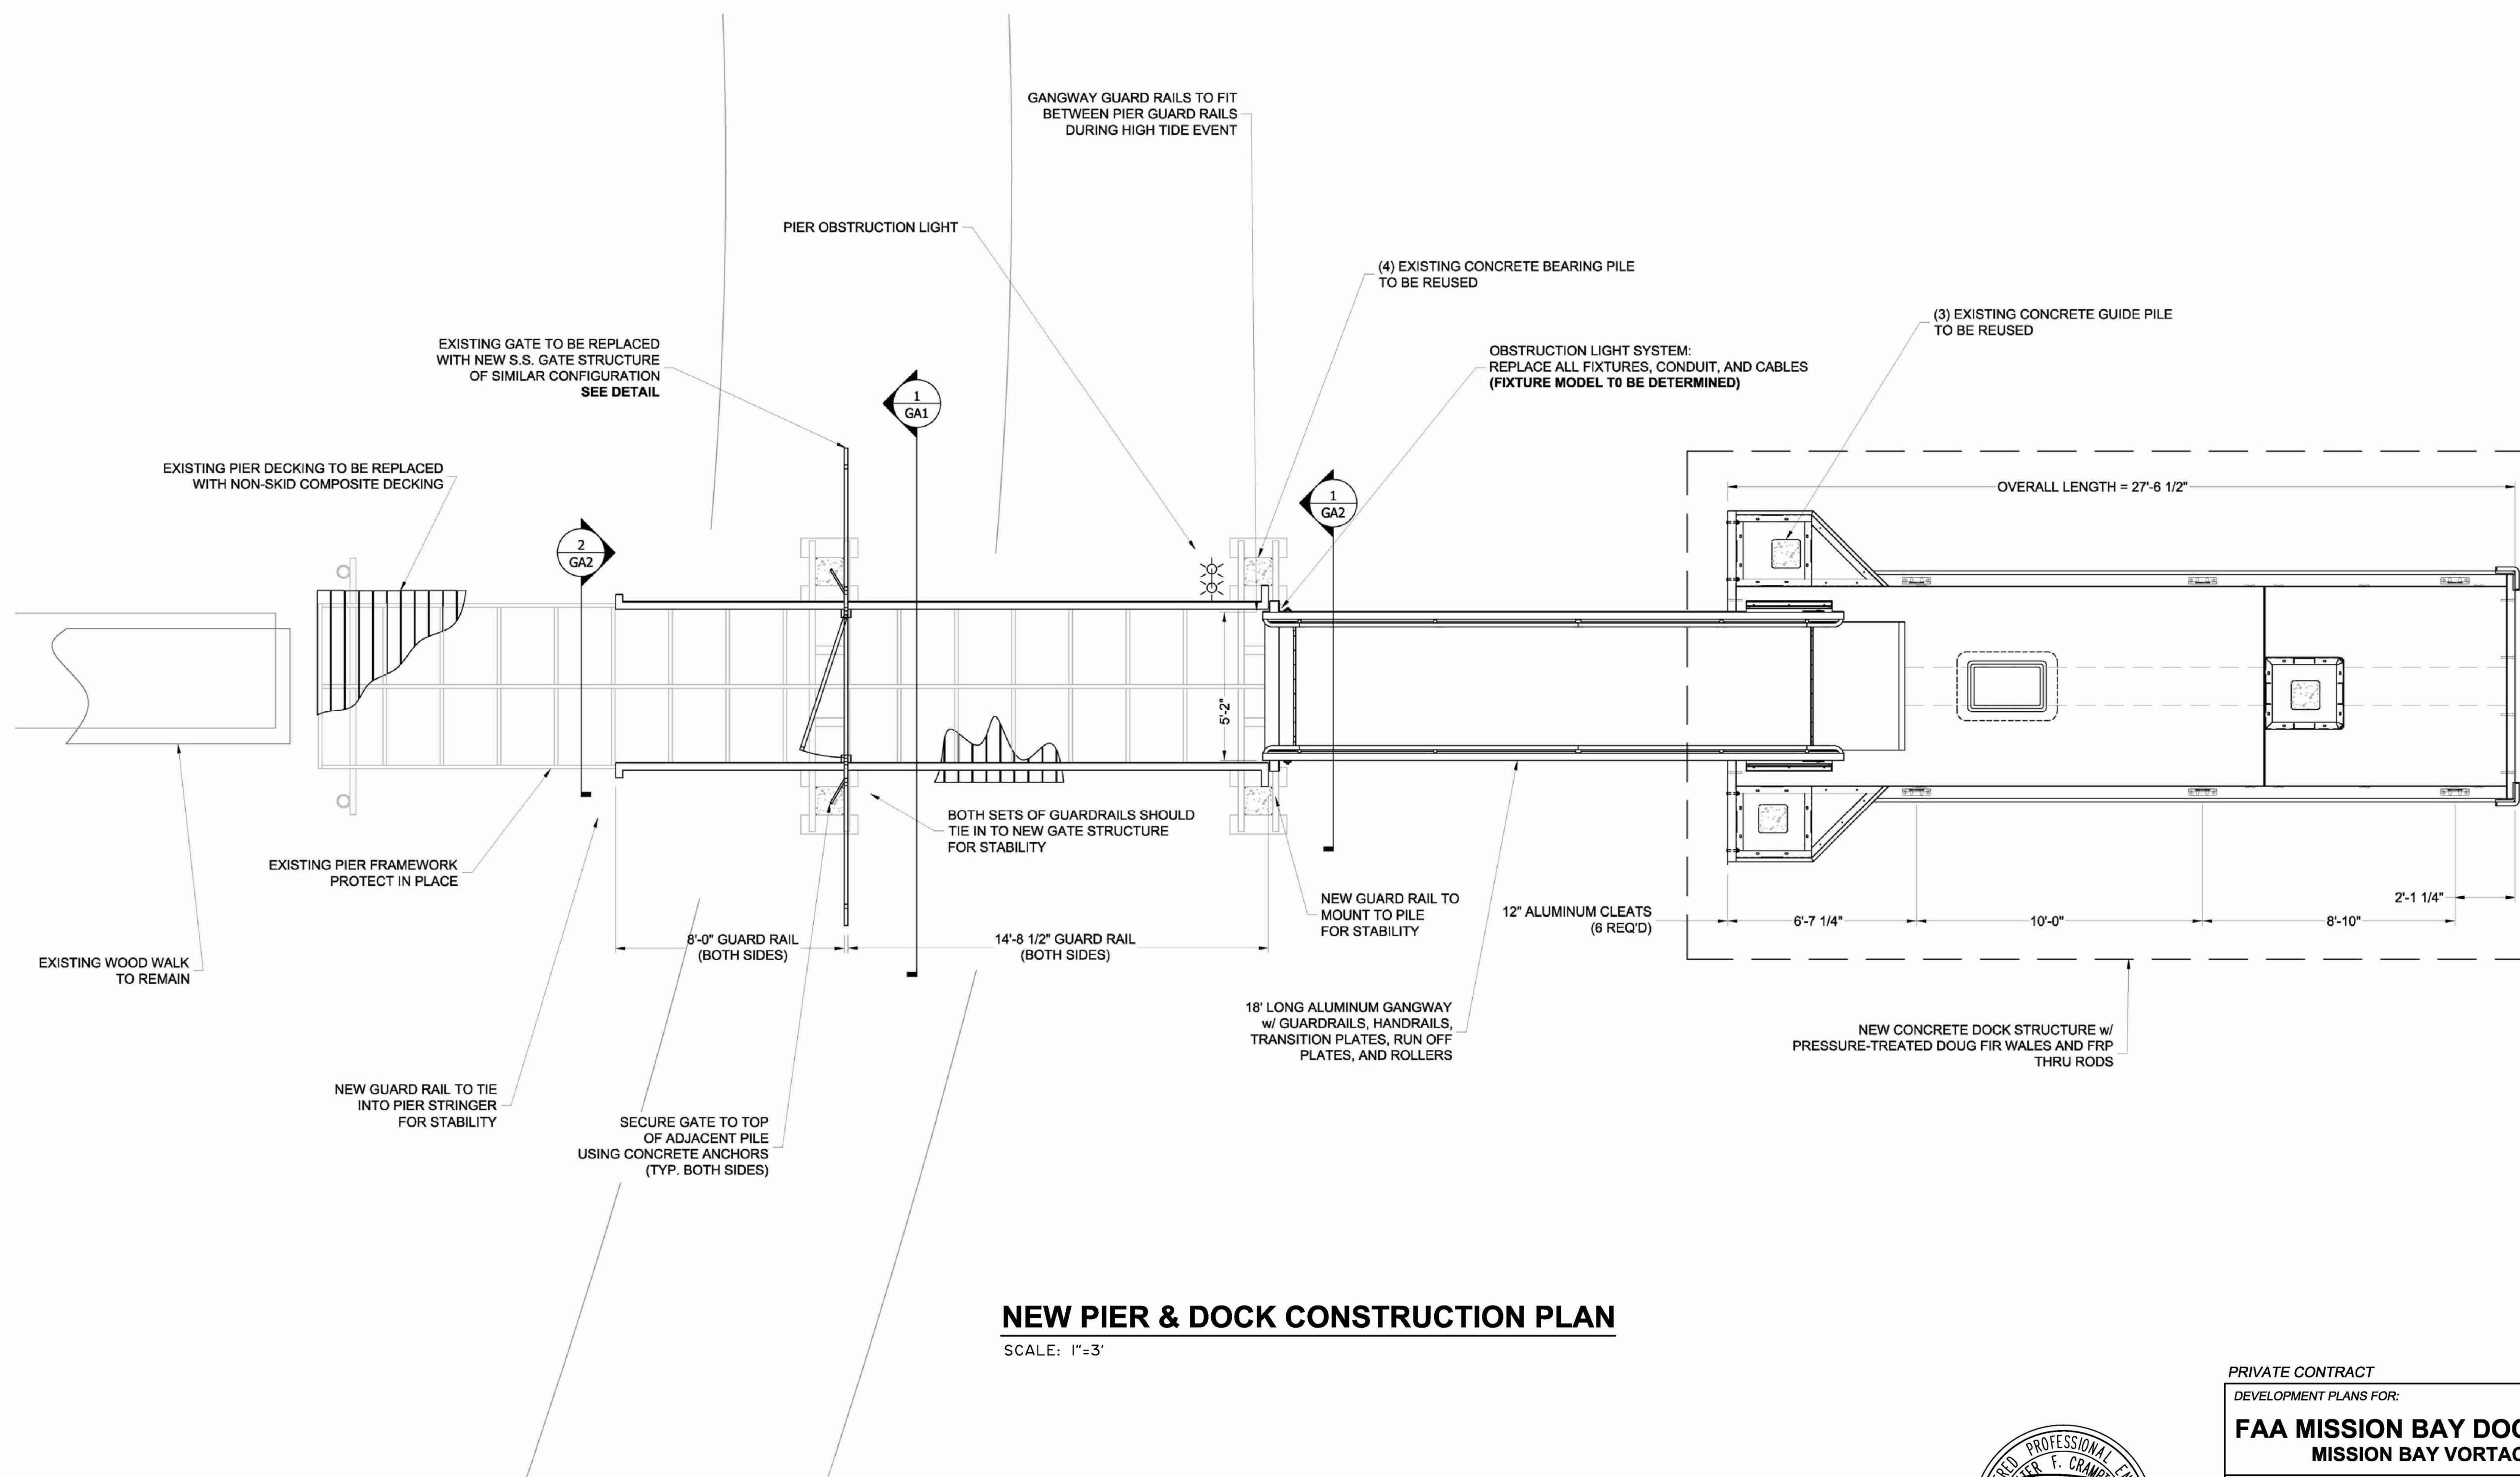 GANGWAY GUARD RAILS TO FIT
BETWEEN PIER GUARD RAILS
DURING HIGH TIDE EVENT
PIER OBSTRUCTION LIGHT
(4) EXISTING CONCRETE BEARING PILE
TO BE REUSED
(3) EXISTING CONCRETE GUIDE PILE
TO BE REUSED
EXISTING GATE TO BE REPLACED
WITH NEW S.S. GATE STRUCTURE
OF SIMILAR CONFIGURATION
SEE DETAIL
OBSTRUCTION LIGHT SYSTEM:
REPLACE ALL FIXTURES, CONDUIT, AND CABLES
(FIXTURE MODEL T0 BE DETERMINED)
1
GA1
EXISTING PIER DECKING TO BE REPLACED
WITH NON-SKID COMPOSITE DECKING
OVERALL LENGTH = 27'-6 1/2"
1
GA2
2
GA2
5'-2"
BOTH SETS OF GUARDRAILS SHOULD
TIE IN TO NEW GATE STRUCTURE
FOR STABILITY
EXISTING PIER FRAMEWORK
PROTECT IN PLACE
NEW GUARD RAIL TO
MOUNT TO PILE
FOR STABILITY
12" ALUMINUM CLEATS
(6 REQ'D)
2'-1 1/4"
6'-7 1/4"
10'-0"
8'-10"
8'-0" GUARD RAIL
(BOTH SIDES)
14'-8 1/2" GUARD RAIL
(BOTH SIDES)
EXISTING WOOD WALK
TO REMAIN
18' LONG ALUMINUM GANGWAY
w/ GUARDRAILS, HANDRAILS,
TRANSITION PLATES, RUN OFF
PLATES, AND ROLLERS
NEW CONCRETE DOCK STRUCTURE w/
PRESSURE-TREATED DOUG FIR WALES AND FRP
THRU RODS
NEW GUARD RAIL TO TIE
INTO PIER STRINGER
FOR STABILITY
SECURE GATE TO TOP
OF ADJACENT PILE
USING CONCRETE ANCHORS
(TYP. BOTH SIDES)
NEW PIER & DOCK CONSTRUCTION PLAN
SCALE: 1"=3'
PRIVATE CONTRACT
DEVELOPMENT PLANS FOR:
FAA MISSION BAY
MISSION BAY VORTAC
PROFESSIONAL
F.